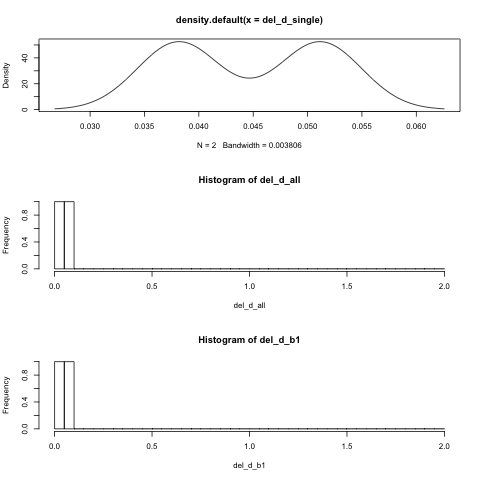 density.default(x = del_d_single)
Density
0 20 40
0.030 0.035 0.040 0.045 0.050 0.055 0.060
N = 2 Bandwidth = 0.003806
Histogram of del_d_all
Frequency
0.0 0.4 0.8
0.0 0.5 1.0 1.5 2.0
del_d_all
Histogram of del_d_b1
Frequency
0.0 0.4 0.8
0.0 0.5 1.0 1.5 2.0
del_d_b1